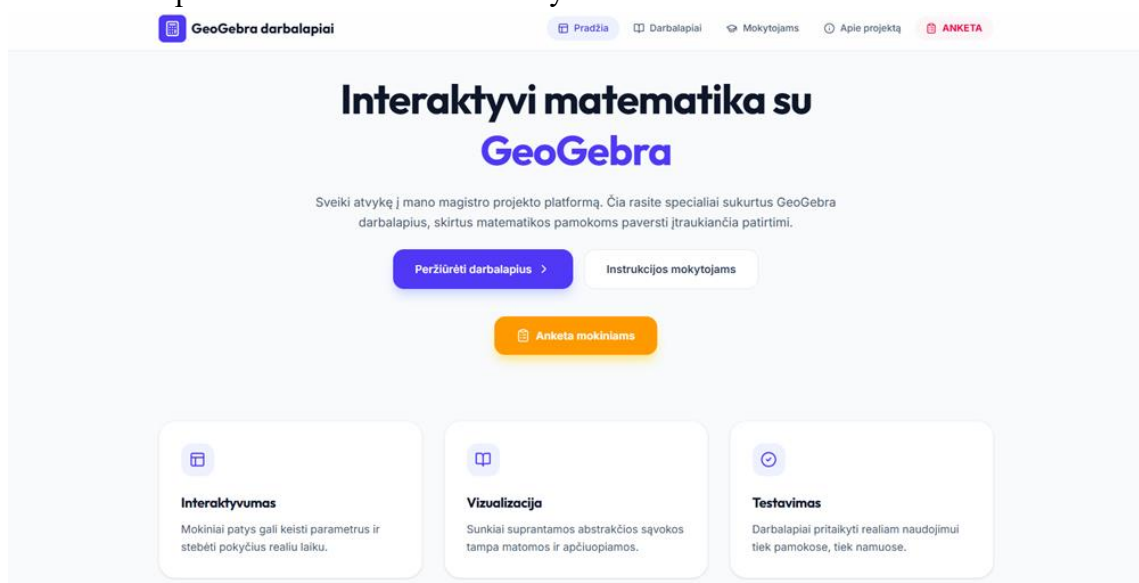 GeoGebra darbalapiai
Pradžia
Darbalapiai
Mokytojams
Apie projektą
ANKETA
Interaktyvi matematika su
GeoGebra
Sveiki atvykę į mano magistro projekto platformą. Čia rasite specialiai sukurtus GeoGebra
darbalapius, skirtus matematikos pamokoms paversti įtraukiančia patirtimi.
Peržiūrėti darbalapius
Instrukcijos mokytojams
Anketa mokiniams
Interaktyvumas
Mokiniai patys gali keisti parametrus ir
stebėti pokyčius realiu laiku.
Vizualizacija
Sunkiai suprantamos abstrakčios sąvokos
tampa matomos ir apčiuopiamos.
Testavimas
Darbalapiai pritaikyti realiam naudojimui
tiek pamokose, tiek namuose.